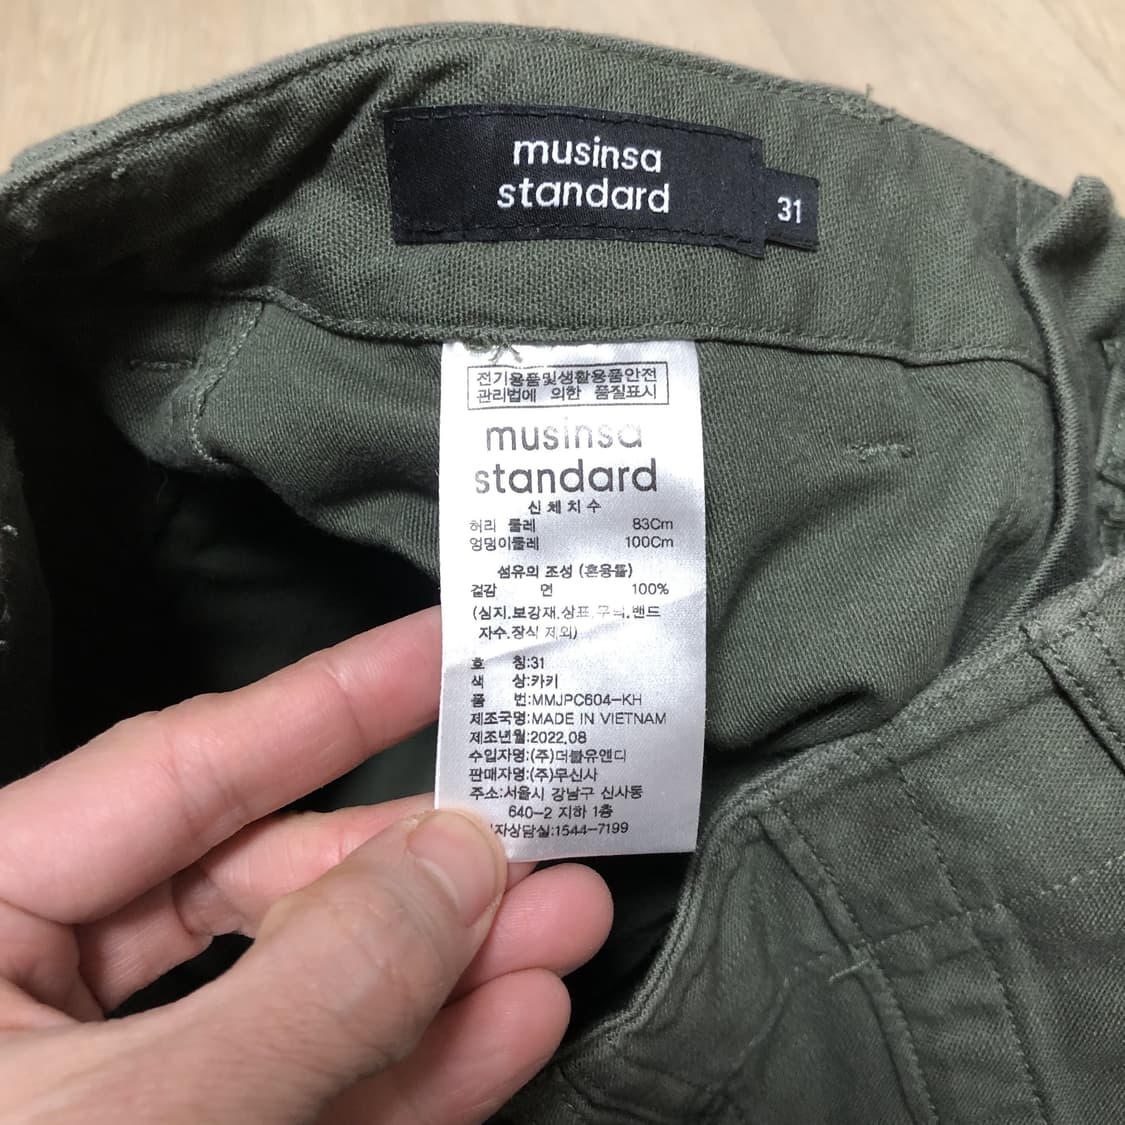 musinsa
standard
31
전기용품및생활용품안전
관리법에 의한 품질표시
musinsa
standard
신체치수
허리 둘레 83Cm
엉덩이둘레 100Cm
섬유의 조성 (혼용률)
겉감 면 100%
(심지.보강재.상표.구틱.밴드
자수.장식 제외)
호 칭:31
색 상:카키
품 번:MMJPC604-KH
제조국명:MADE IN VIETNAM
제조년월:2022.08
수입자명:(주)더블유앤디
판매자명:(주)무신사
주소:서울시 강남구 신사동
640-2 지하 1층
자상담실:1544-7199